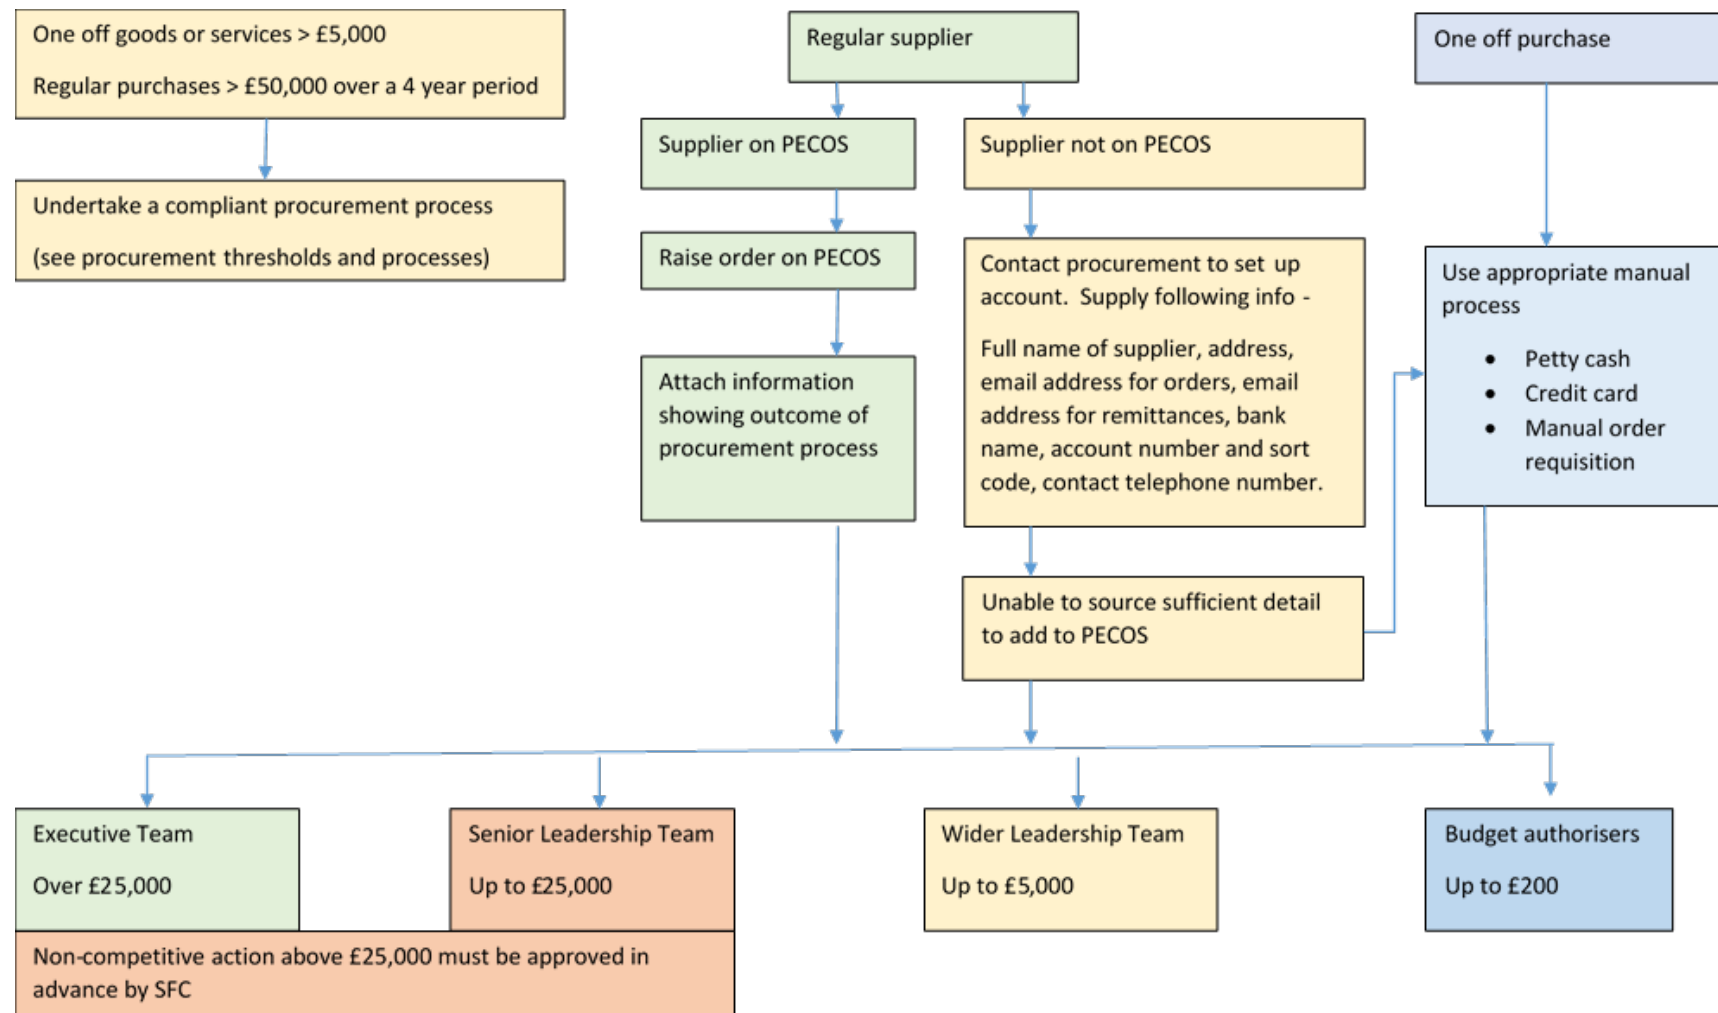 One off goods or services > £5,000
Regular purchases > £50,000 over a 4 year period
Undertake a compliant procurement process
(see procurement thresholds and processes)
Regular supplier
Supplier on PECOS
Raise order on PECOS
Attach information
showing outcome of
procurement process
Supplier not on PECOS
Contact procurement to set up
account. Supply following info -
Full name of supplier, address,
email address for orders, email
address for remittances, bank
name, account number and sort
code, contact telephone number.
Unable to source sufficient detail
to add to PECOS
One off purchase
Use appropriate manual
process
• Petty cash
• Credit card
• Manual order
requisition
Executive Team
Over £25,000
Senior Leadership Team
Up to £25,000
Non-competitive action above £25,000 must be approved in
advance by SFC
Wider Leadership Team
Up to £5,000
Budget authorisers
Up to £200